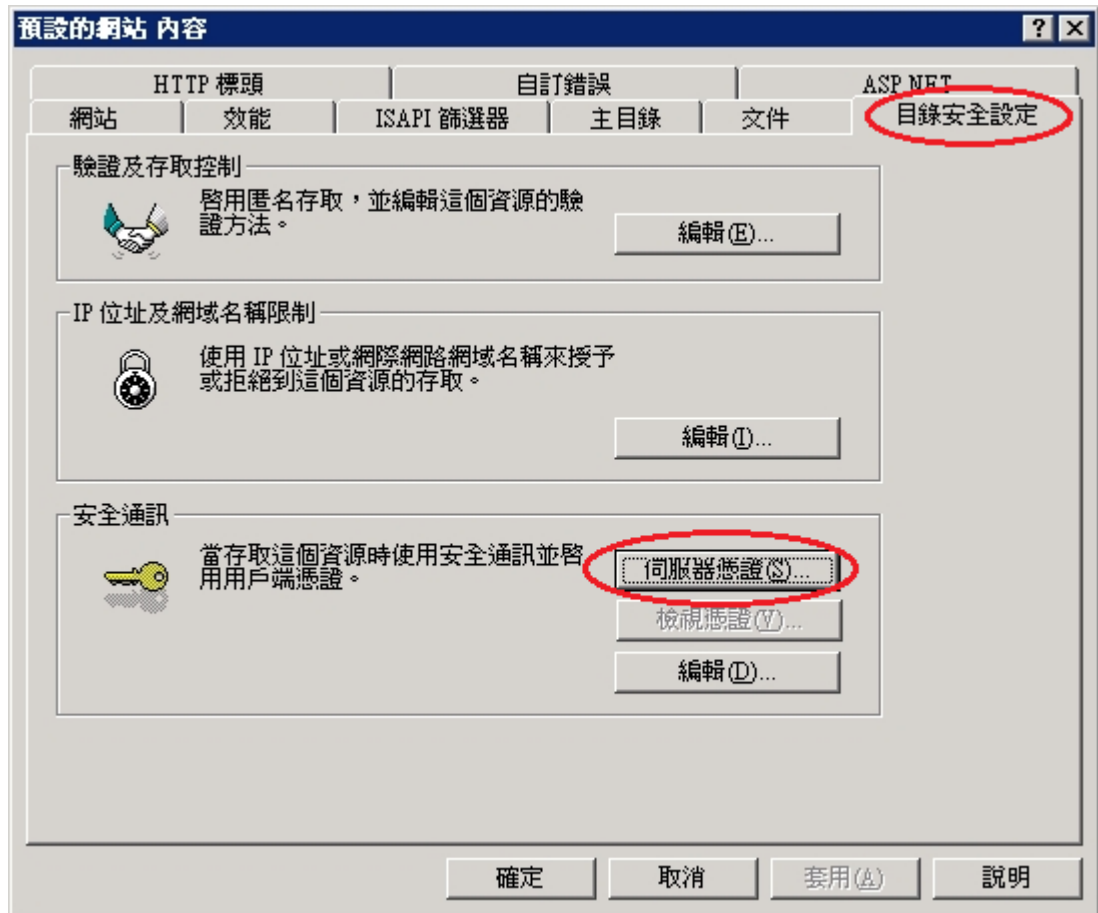 預設的網站 內容
HTTP 標頭 自訂錯誤 ASP.NET
網站 效能 ISAPI 篩選器 主目錄 文件 目錄安全設定
驗證及存取控制
啓用匿名存取，並編輯這個資源的驗
證方法。
編輯(E)...
IP 位址及網域名稱限制
使用 IP 位址或網際網路網域名稱來授予
或拒絕到這個資源的存取。
編輯(I)...
安全通訊
當存取這個資源時使用安全通訊並啓
用用戶端憑證。
伺服器憑證(S)...
檢視憑證(V)...
編輯(D)...
確定 取消 套用(A) 說明